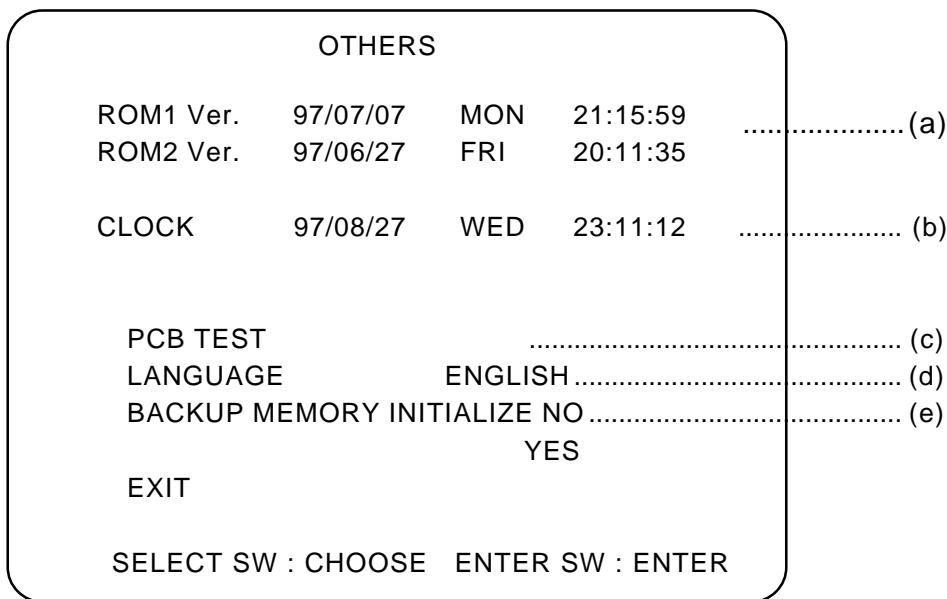 OTHERS
ROM1 Ver. 97/07/07 MON 21:15:59 ....................(a)
ROM2 Ver. 97/06/27 FRI 20:11:35
CLOCK 97/08/27 WED 23:11:12 .................... (b)
PCB TEST .............................................. (c)
LANGUAGE ENGLISH ........................................ (d)
BACKUP MEMORY INITIALIZE NO ...................................... (e)
YES
EXIT
SELECT SW : CHOOSE ENTER SW : ENTER